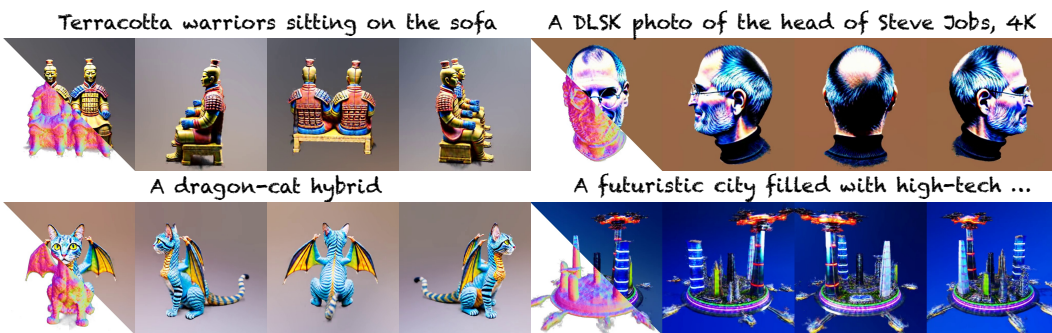 Terracotta warriors sitting on the sofa
A DLSK photo of the head of Steve Jobs, 4K
A dragon-cat hybrid
A futuristic city filled with high-tech ...